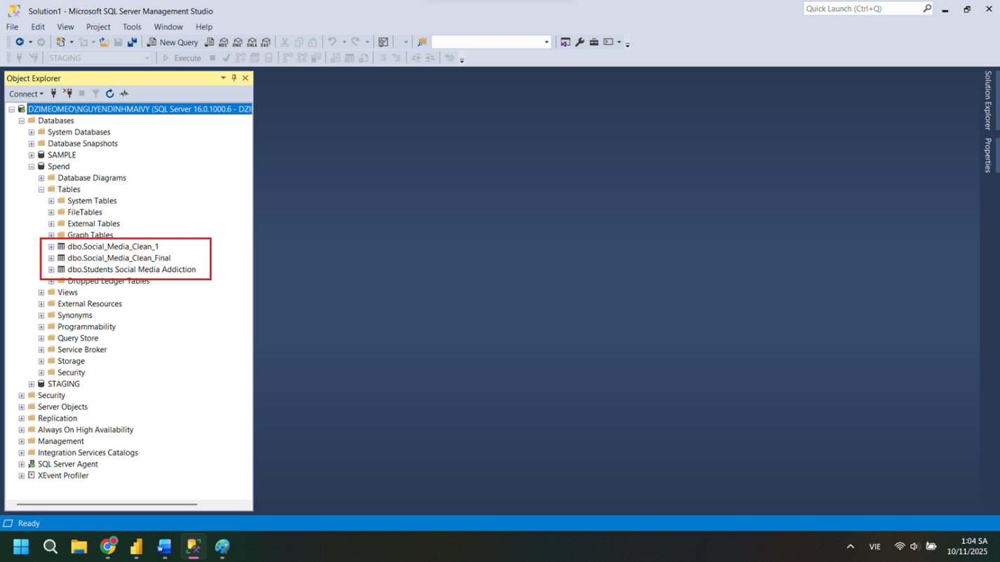 Solution1 - Microsoft SQL Server Management Studio
Quick Launch (Ctrl+Q)
File Edit View Project Tools Window Help
New Query MDX DMX XMLA DAX
STAGING Execute
Object Explorer
Connect
DZIMEOMEO\NGUYENDINHMAIVY (SQL Server 16.0.1000.6 - DZI
Databases
System Databases
Database Snapshots
SAMPLE
Spend
Database Diagrams
Tables
System Tables
FileTables
External Tables
Graph Tables
dbo.Social_Media_Clean_1
dbo.Social_Media_Clean_Final
dbo.Students Social Media Addiction
Dropped Ledger Tables
Views
External Resources
Synonyms
Programmability
Query Store
Service Broker
Storage
Security
STAGING
Security
Server Objects
Replication
Always On High Availability
Management
Integration Services Catalogs
SQL Server Agent
XEvent Profiler
Solution Explorer
Properties
Ready
VIE
1:04 SA
10/11/2025